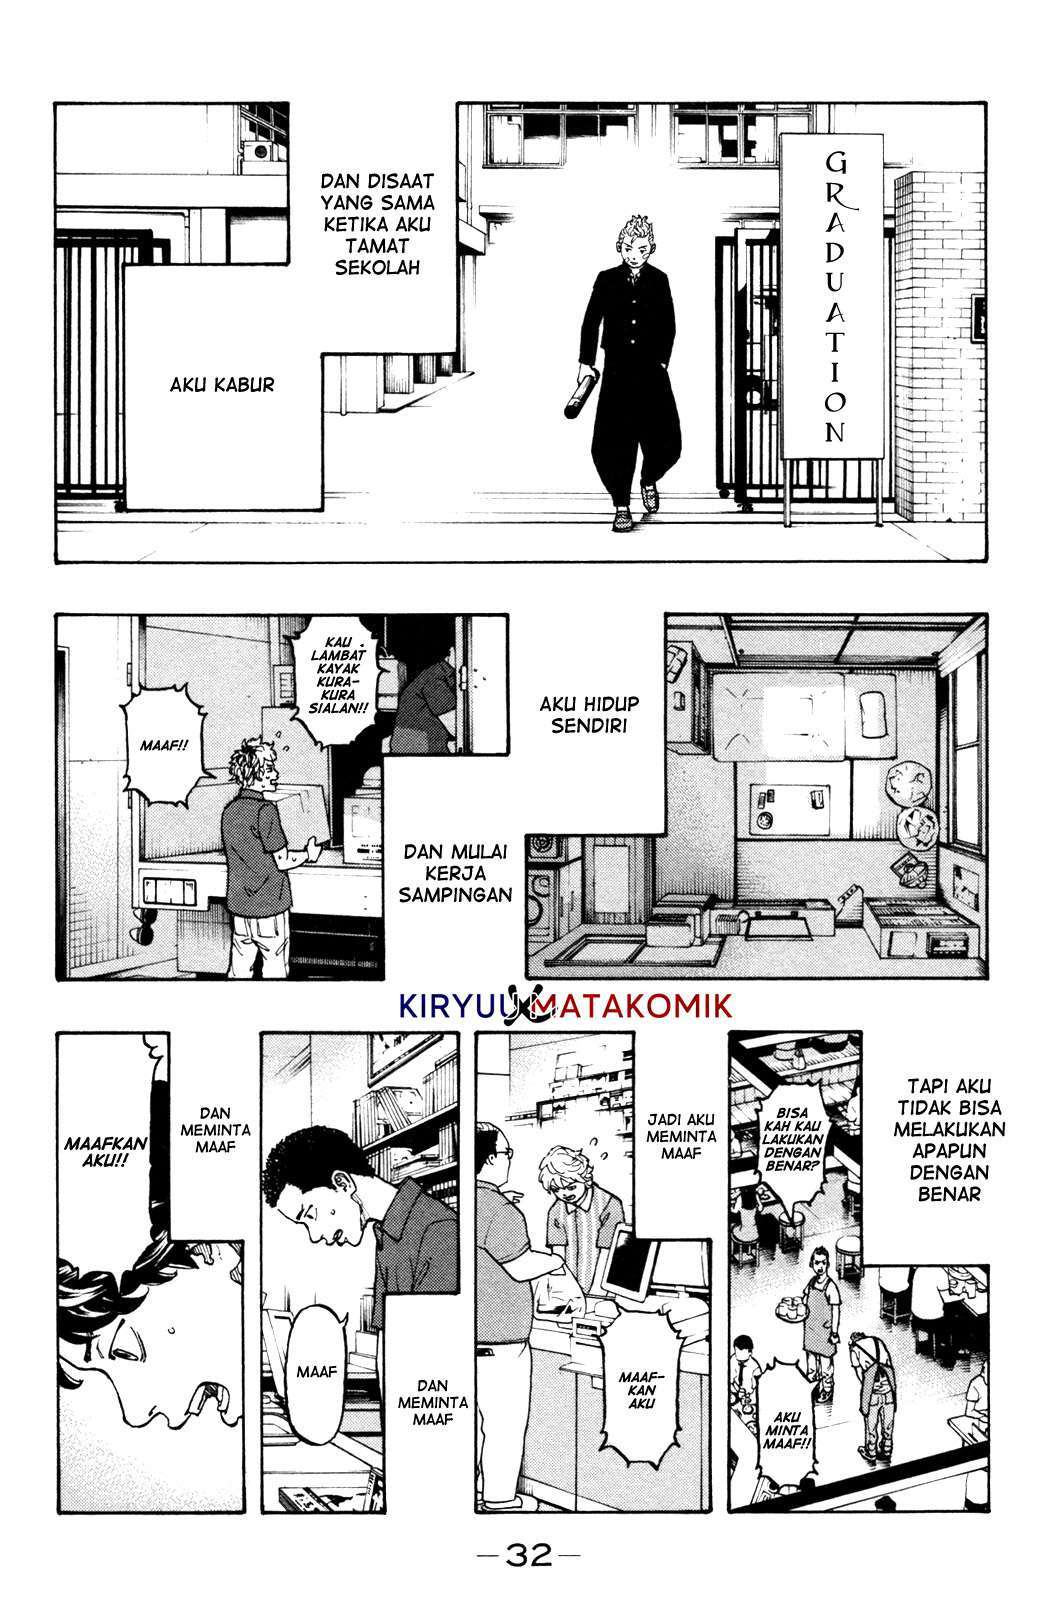 DAN DISAAT
YANG SAMA
KETIKA AKU
TAMAT
SEKOLAH
GRADUATION
AKU KABUR
AKU HIDUP
SENDIRI
KAU
LAMBAT
KAYAK
KURA-
KURA
SIALAN!!
MAAF!!
DAN MULAI
KERJA
SAMPINGAN
KIRYUU X MATAKOMIK
TAPI AKU
TIDAK BISA
MELAKUKAN
APAPUN
DENGAN
BENAR
BISA
KAH KAU
LAKUKAN
DENGAN
BENAR?
AKU
MINTA
MAAF!!
JADI AKU
MEMINTA
MAAF
MAAF-
KAN
AKU
DAN
MEMINTA
MAAF
MAAF
DAN
MEMINTA
MAAF
MAAFKAN
AKU!!
—32—